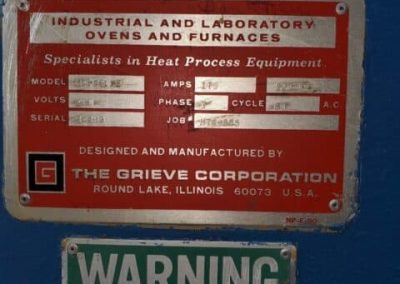 INDUSTRIAL AND LABORATORY
OVENS AND FURNACES
Specialists in Heat Process Equipment
MODEL AMPS
VOLTS PHASE CYCLE A.C.
SERIAL JOB
DESIGNED AND MANUFACTURED BY
G THE GRIEVE CORPORATION
ROUND LAKE, ILLINOIS 60073 U.S.A.
WARNING